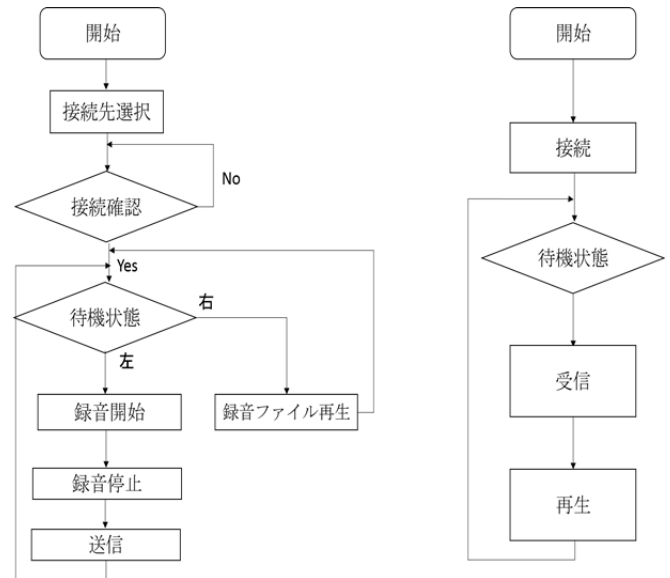 開始
接続先選択
No
接続確認
Yes
待機状態
右
左
録音開始
録音ファイル再生
録音停止
送信
開始
接続
待機状態
受信
再生